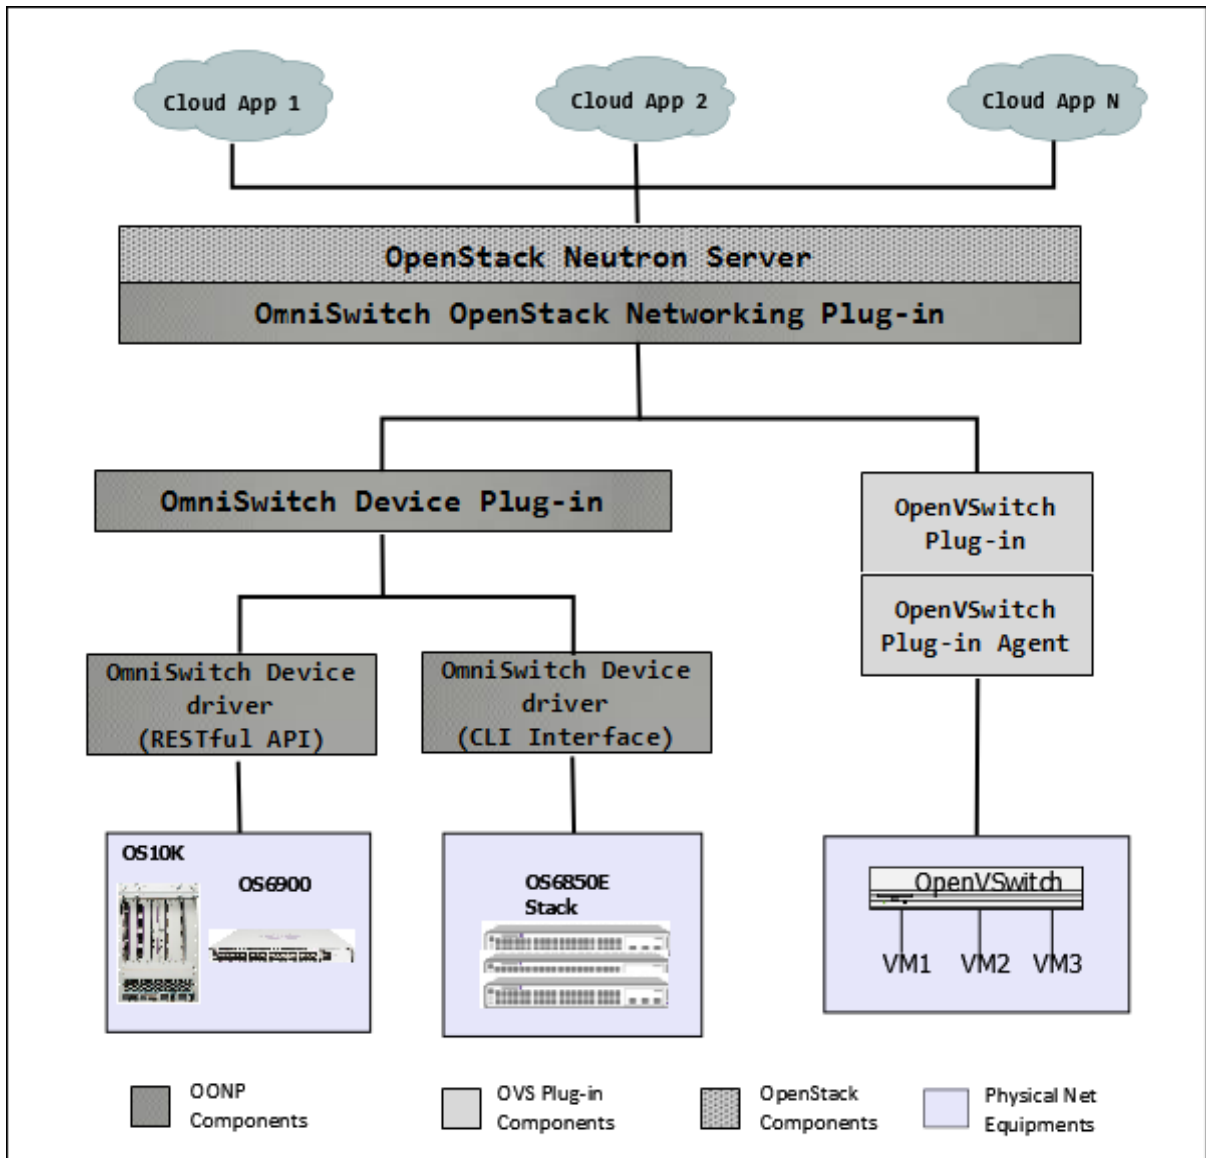 Cloud App 1
Cloud App 2
Cloud App N
OpenStack Neutron Server
OmniSwitch OpenStack Networking Plug-in
OmniSwitch Device Plug-in
OpenVSwitch
Plug-in
OpenVSwitch
Plug-in Agent
OmniSwitch Device
driver
(RESTful API)
OmniSwitch Device
driver
(CLI Interface)
OS10K
OS6900
OS6850E
Stack
OpenVSwitch
VM1
VM2
VM3
OONP
Components
OVS Plug-in
Components
OpenStack
Components
Physical Net
Equipments